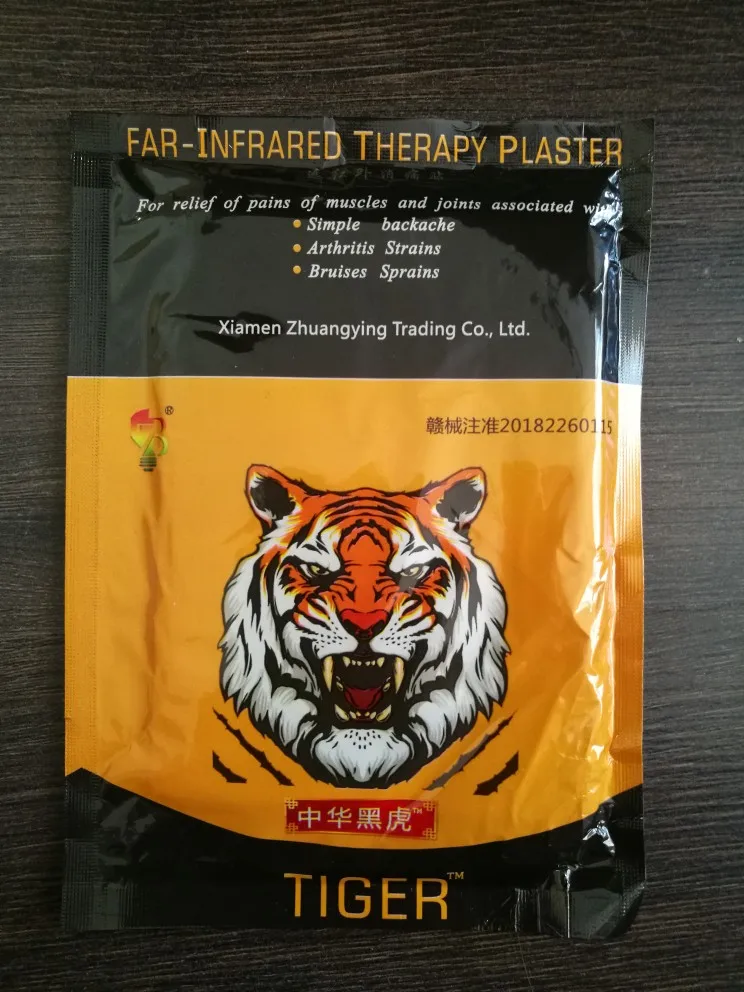 FAR-INFRARED THERAPY PLASTER
For relief of pains of muscles and joints associated with:
• Simple backache
• Arthritis Strains
• Bruises Sprains
Xiamen Zhuangying Trading Co., Ltd.
®
赣械注准20182260115
中华黑虎™
TIGER™